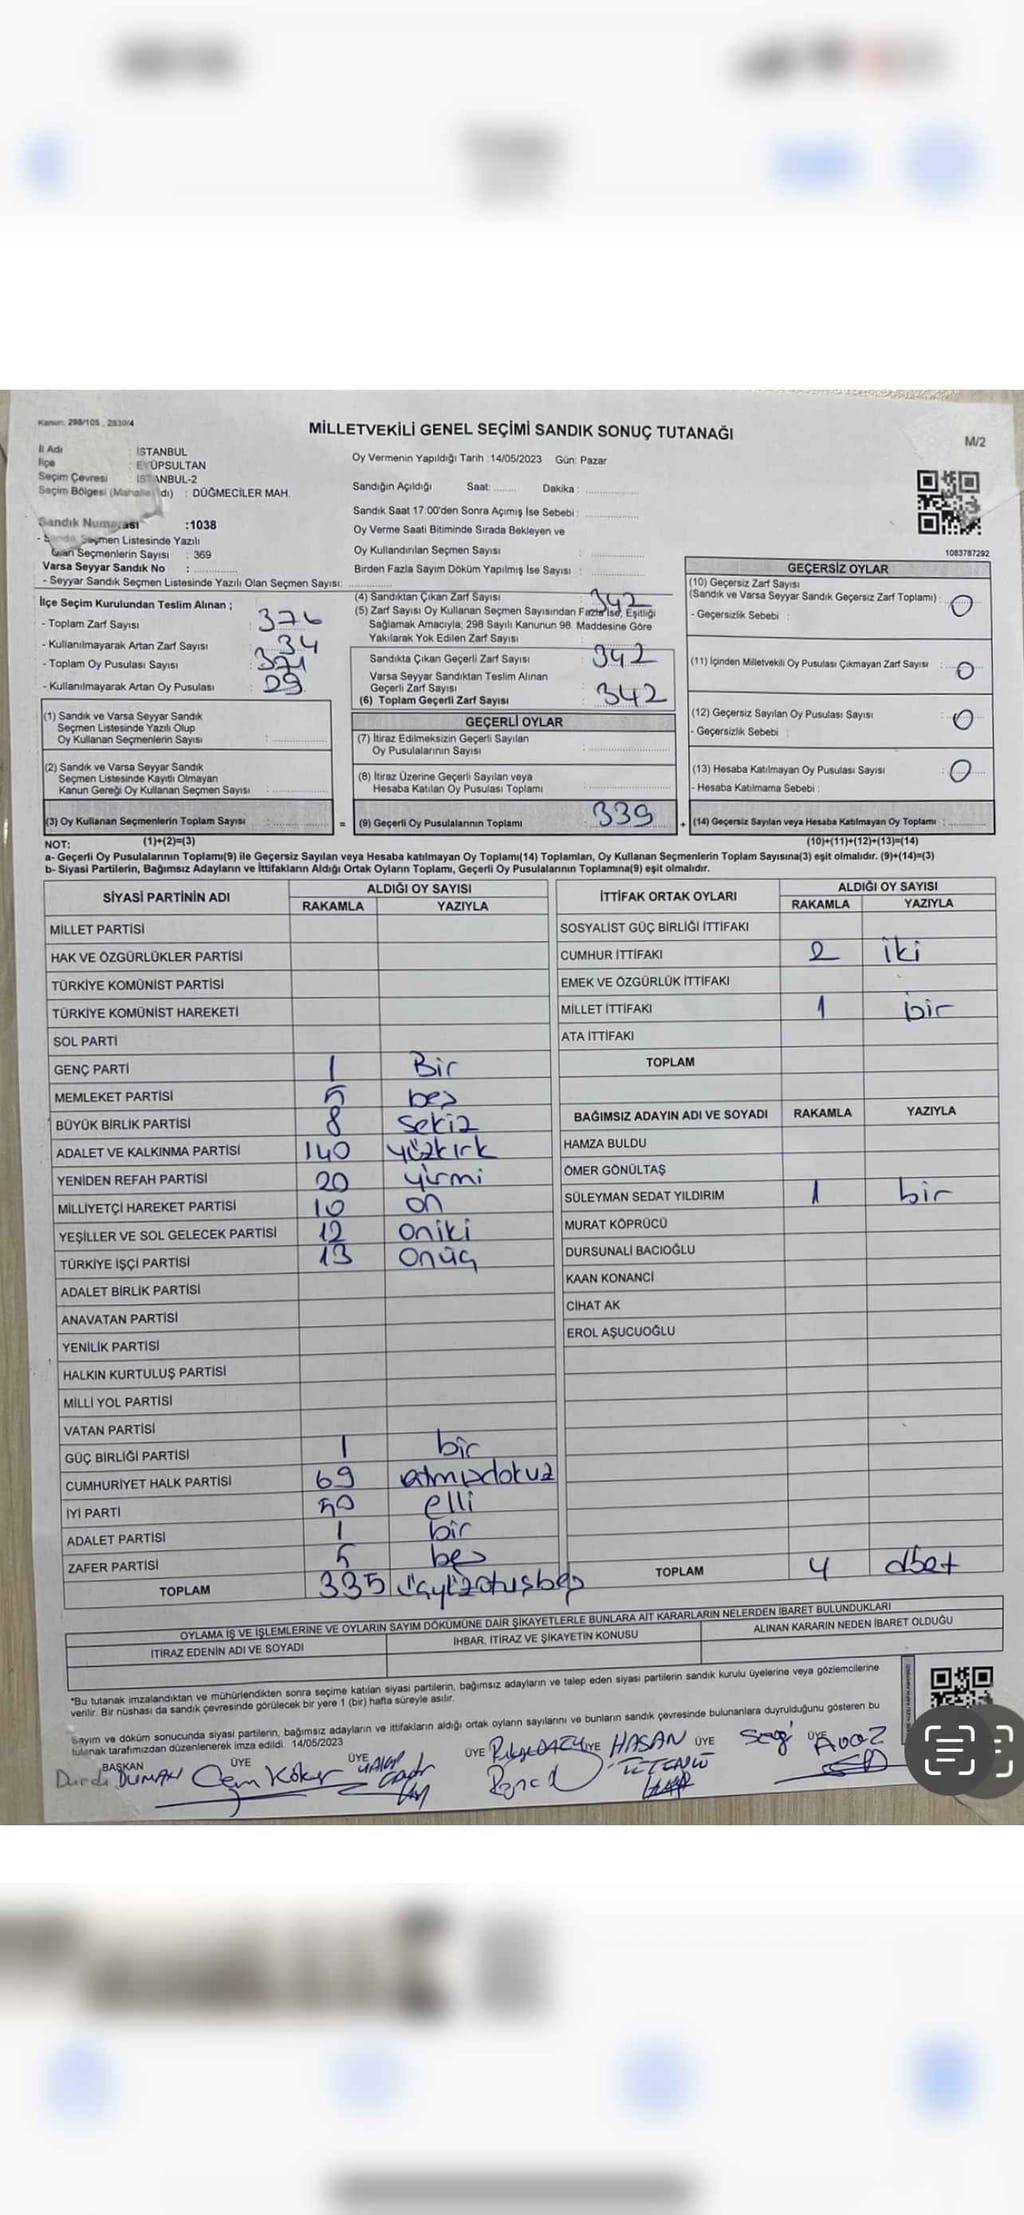 Kanun: 298/105 , 2839/4
MİLLETVEKİLİ GENEL SEÇİMİ SANDIK SONUÇ TUTANAĞI
M/2
İl Adı : İSTANBUL
İlçe : EYÜPSULTAN
Seçim Çevresi : İSTANBUL-2
Seçim Bölgesi (Mahalle dı) : DÜĞMECİLER MAH.
Sandık Numarası :1038
- Sandık Seçmen Listesinde Yazılı
Olan Seçmenlerin Sayısı : 369
Varsa Seyyar Sandık No :
- Seyyar Sandık Seçmen Listesinde Yazılı Olan Seçmen Sayısı:
Oy Vermenin Yapıldığı Tarih :14/05/2023 Gün: Pazar
Sandığın Açıldığı Saat: Dakika :
Sandık Saat 17:00'den Sonra Açımış İse Sebebi :
Oy Verme Saati Bitiminde Sırada Bekleyen ve
Oy Kullandırılan Seçmen Sayısı :
Birden Fazla Sayım Döküm Yapılmış İse Sayısı :
1083787292
İlçe Seçim Kurulundan Teslim Alınan ;
- Toplam Zarf Sayısı : 376
- Kullanılmayarak Artan Zarf Sayısı : 34
- Toplam Oy Pusulası Sayısı : 371
- Kullanılmayarak Artan Oy Pusulası : 29
(4) Sandıktan Çıkan Zarf Sayısı : 342
(5) Zarf Sayısı Oy Kullanan Seçmen Sayısından Fazla İse, Eşitliği
Sağlamak Amacıyla; 298 Sayılı Kanunun 98. Maddesine Göre
Yakılarak Yok Edilen Zarf Sayısı :
Sandıkta Çıkan Geçerli Zarf Sayısı : 342
Varsa Seyyar Sandıktan Teslim Alınan
Geçerli Zarf Sayısı
(6) Toplam Geçerli Zarf Sayısı : 342
GEÇERSİZ OYLAR
(10) Geçersiz Zarf Sayısı
(Sandık ve Varsa Seyyar Sandık Geçersiz Zarf Toplamı) : 0
- Geçersizlik Sebebi :
(11) İçinden Milletvekili Oy Pusulası Çıkmayan Zarf Sayısı : 0
(12) Geçersiz Sayılan Oy Pusulası Sayısı : 0
- Geçersizlik Sebebi :
(13) Hesaba Katılmayan Oy Pusulası Sayısı : 0
- Hesaba Katılmama Sebebi :
(1) Sandık ve Varsa Seyyar Sandık
Seçmen Listesinde Yazılı Olup
Oy Kullanan Seçmenlerin Sayısı :
(2) Sandık ve Varsa Seyyar Sandık
Seçmen Listesinde Kayıtlı Olmayan
Kanun Gereği Oy Kullanan Seçmen Sayısı :
GEÇERLİ OYLAR
(7) İtiraz Edilmeksizin Geçerli Sayılan
Oy Pusulalarının Sayısı :
(8) İtiraz Üzerine Geçerli Sayılan veya
Hesaba Katılan Oy Pusulası Toplamı :
(3) Oy Kullanan Seçmenlerin Toplam Sayısı : = (9) Geçerli Oy Pusulalarının Toplamı : 339 + (14) Geçersiz Sayılan veya Hesaba Katılmayan Oy Toplamı :
NOT: (1)+(2)=(3) (10)+(11)+(12)+(13)=(14)
a- Geçerli Oy Pusulalarının Toplamı(9) ile Geçersiz Sayılan veya Hesaba katılmayan Oy Toplamı(14) Toplamları, Oy Kullanan Seçmenlerin Toplam Sayısına(3) eşit olmalıdır. (9)+(14)=(3)
b- Siyasi Partilerin, Bağımsız Adayların ve İttifakların Aldığı Ortak Oyların Toplamı, Geçerli Oy Pusulalarının Toplamına(9) eşit olmalıdır.
SİYASİ PARTİNİN ADI ALDIĞI OY SAYISI
RAKAMLA YAZIYLA
MİLLET PARTİSİ
HAK VE ÖZGÜRLÜKLER PARTİSİ
TÜRKİYE KOMÜNİST PARTİSİ
TÜRKİYE KOMÜNİST HAREKETİ
SOL PARTİ
GENÇ PARTİ 1 Bir
MEMLEKET PARTİSİ 5 beş
BÜYÜK BİRLİK PARTİSİ 8 sekiz
ADALET VE KALKINMA PARTİSİ 140 yüzkırk
YENİDEN REFAH PARTİSİ 20 yirmi
MİLLİYETÇİ HAREKET PARTİSİ 10 on
YEŞİLLER VE SOL GELECEK PARTİSİ 12 oniki
TÜRKİYE İŞÇİ PARTİSİ 13 onüç
ADALET BİRLİK PARTİSİ
ANAVATAN PARTİSİ
YENİLİK PARTİSİ
HALKIN KURTULUŞ PARTİSİ
MİLLİ YOL PARTİSİ
VATAN PARTİSİ
GÜÇ BİRLİĞİ PARTİSİ 1 bir
CUMHURİYET HALK PARTİSİ 69 atmışdokuz
İYİ PARTİ 50 elli
ADALET PARTİSİ 1 bir
ZAFER PARTİSİ 5 beş
TOPLAM 335 üçyüzotuşbeş
İTTİFAK ORTAK OYLARI ALDIĞI OY SAYISI
RAKAMLA YAZIYLA
SOSYALİST GÜÇ BİRLİĞİ İTTİFAKI
CUMHUR İTTİFAKI 2 iki
EMEK VE ÖZGÜRLÜK İTTİFAKI
MİLLET İTTİFAKI 1 bir
ATA İTTİFAKI
TOPLAM
BAĞIMSIZ ADAYIN ADI VE SOYADI RAKAMLA YAZIYLA
HAMZA BULDU
ÖMER GÖNÜLTAŞ
SÜLEYMAN SEDAT YILDIRIM 1 bir
MURAT KÖPRÜCÜ
DURSUNALİ BACIOĞLU
KAAN KONANCİ
CİHAT AK
EROL AŞUCUOĞLU
TOPLAM 4 dört
OYLAMA İŞ VE İŞLEMLERİNE VE OYLARIN SAYIM DÖKÜMÜNE DAİR ŞİKAYETLERLE BUNLARA AİT KARARLARIN NELERDEN İBARET BULUNDUKLARI
İTİRAZ EDENİN ADI VE SOYADI İHBAR, İTİRAZ VE ŞİKAYETİN KONUSU ALINAN KARARIN NEDEN İBARET OLDUĞU
*Bu tutanak imzalandıktan ve mühürlendikten sonra seçime katılan siyasi partilerin, bağımsız adayların ve talep eden siyasi partilerin sandık kurulu üyelerine veya gözlemcilerine
verilir. Bir nüshası da sandık çevresinde görülecek bir yere 1 (bir) hafta süreyle asılır.
Sayım ve döküm sonucunda siyasi partilerin, bağımsız adayların ve ittifakların aldığı ortak oyların sayılarını ve bunların sandık çevresinde bulunanlara duyrulduğunu gösteren bu
tutanak tarafımızdan düzenlenerek imza edildi. 14/05/2023
BAŞKAN ÜYE ÜYE ÜYE ÜYE ÜYE ÜYE
DUMAN Cem Köker HASAN